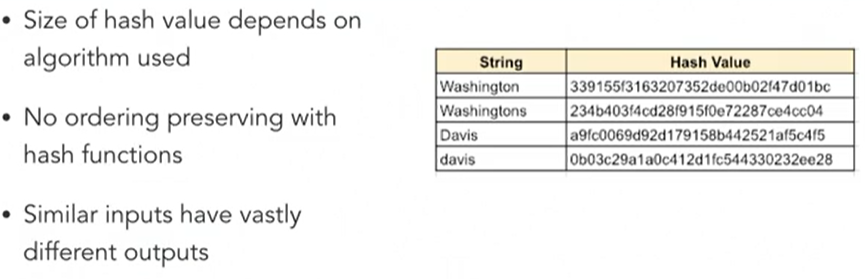 • Size of hash value depends on
algorithm used
• No ordering preserving with
hash functions
• Similar inputs have vastly
different outputs
String Hash Value
Washington 339155f3163207352de00b02f47d01bc
Washingtons 234b403f4cd28f915f0e72287ce4cc04
Davis a9fc0069d92d179158b442521af5c4f5
davis 0b03c29a1a0c412d1fc544330232ee28